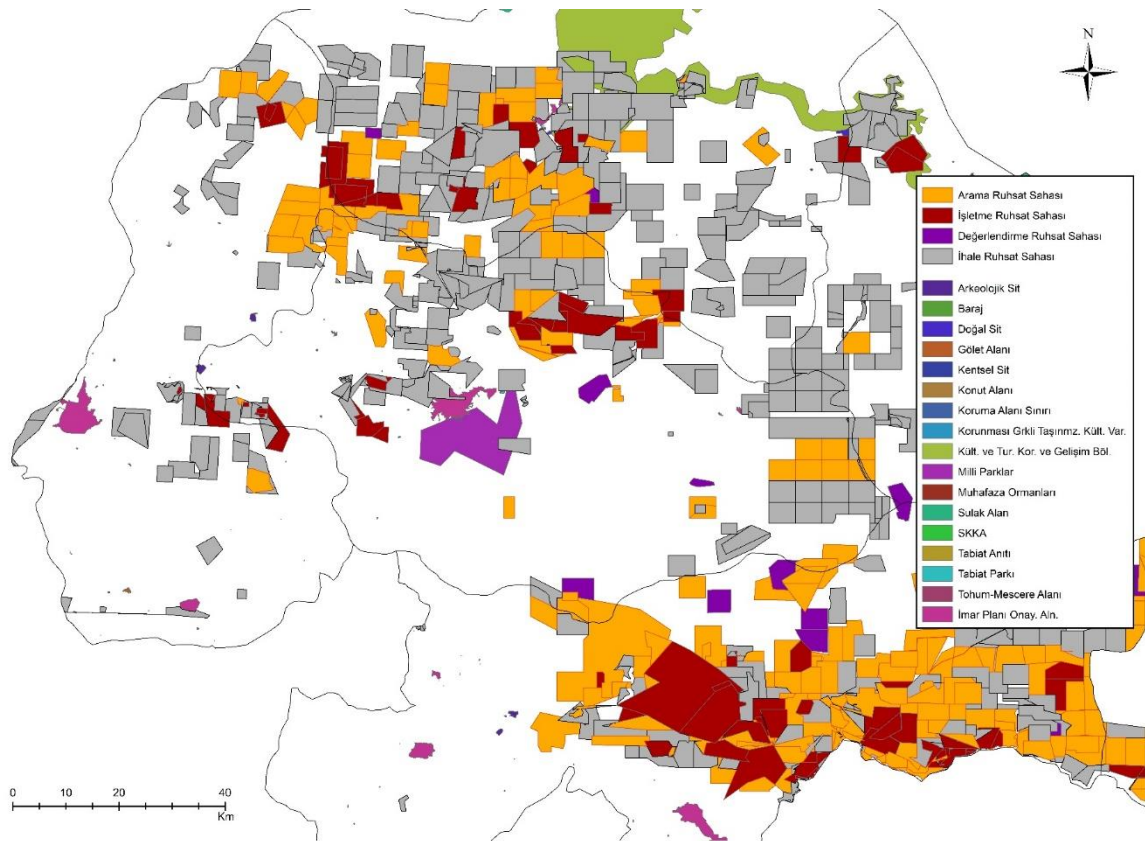 N
Arama Ruhsat Sahası
İşletme Ruhsat Sahası
Değerlendirme Ruhsat Sahası
İhale Ruhsat Sahası
Arkeolojik Sit
Baraj
Doğal Sit
Gölet Alanı
Kentsel Sit
Konut Alanı
Koruma Alanı Sınırı
Korunması Grkli Taşınmz. Kült. Var.
Kült. ve Tur. Kor. ve Gelişim Böl.
Milli Parklar
Muhafaza Ormanları
Sulak Alan
SKKA
Tabiat Anıtı
Tabiat Parkı
Tohum-Mescere Alanı
İmar Planı Onay. Aln.
0 10 20 40
Km